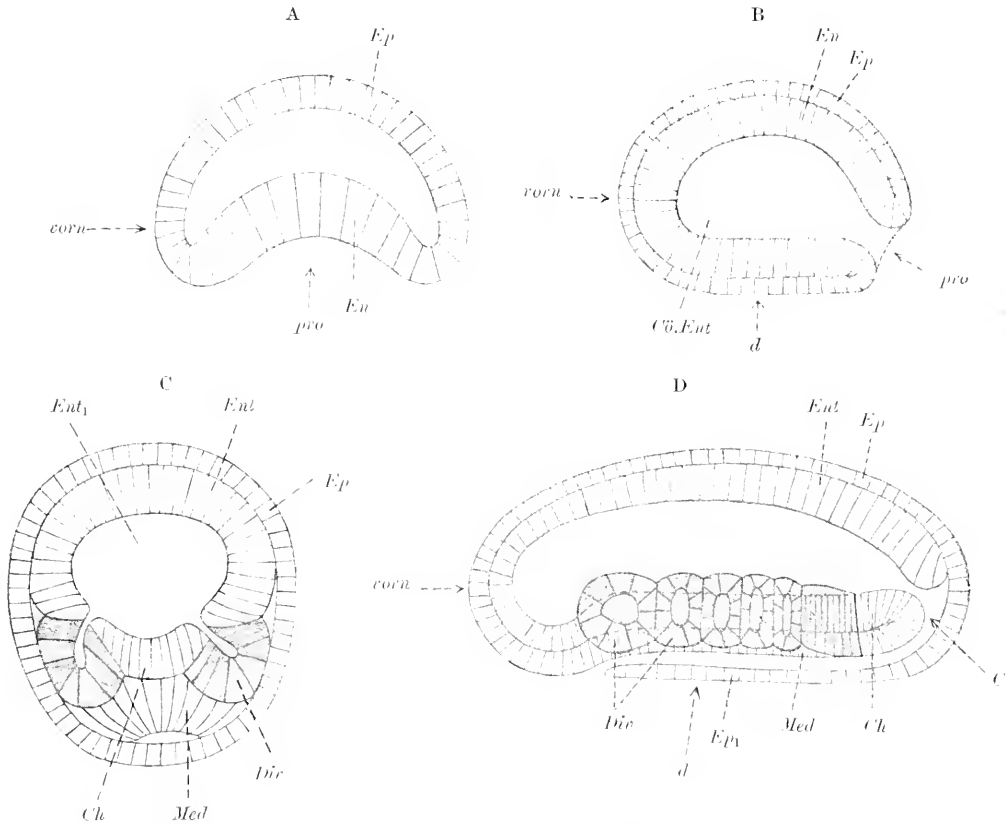 A
Ep
vorn
pro
En
B
En
Ep
vorn
pro
Cö.Ent
d
C
Ent₁
Ent
Ep
Ch
Med
Div
D
Ent
Ep
vorn
C
Div
Ep₁
d
Med
Ch